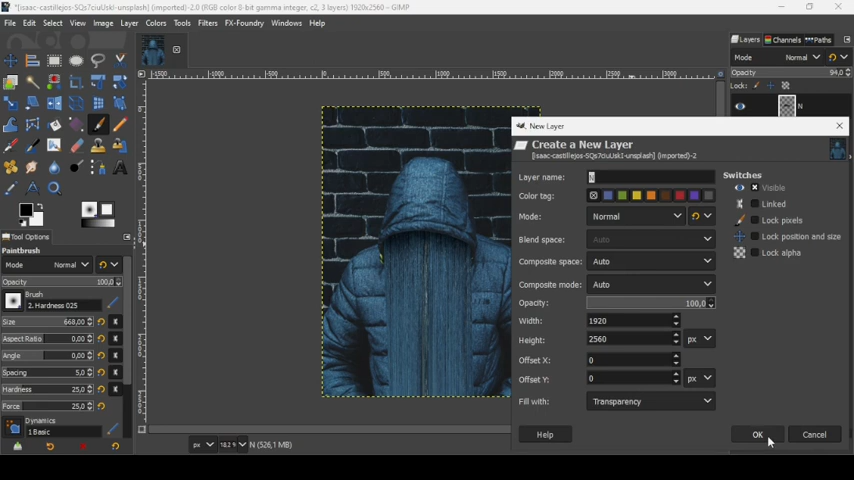 *[isaac-castillejos-SQs7ciuUskI-unsplash] (imported)-2.0 (RGB color 8-bit gamma integer, c2, 3 layers) 1920x2560 – GIMP
File Edit Select View Image Layer Colors Tools Filters FX-Foundry Windows Help
Layers Channels Paths
Mode Normal
Opacity 94,0
Lock:
N
New Layer
Create a New Layer
[isaac-castillejos-SQs7ciuUskI-unsplash] (imported)-2
Layer name: N
Color tag:
Mode: Normal
Blend space: Auto
Composite space: Auto
Composite mode: Auto
Opacity: 100,0
Width: 1920
Height: 2560 px
Offset X: 0
Offset Y: 0 px
Fill with: Transparency
Switches
Visible
Linked
Lock pixels
Lock position and size
Lock alpha
Help OK Cancel
Tool Options
Paintbrush
Mode Normal
Opacity 100,0
Brush
2. Hardness 025
Size 668,00
Aspect Ratio 0,00
Angle 0,00
Spacing 5,0
Hardness 25,0
Force 25,0
Dynamics
1 Basic
px 18.2 % N (526,1 MB)